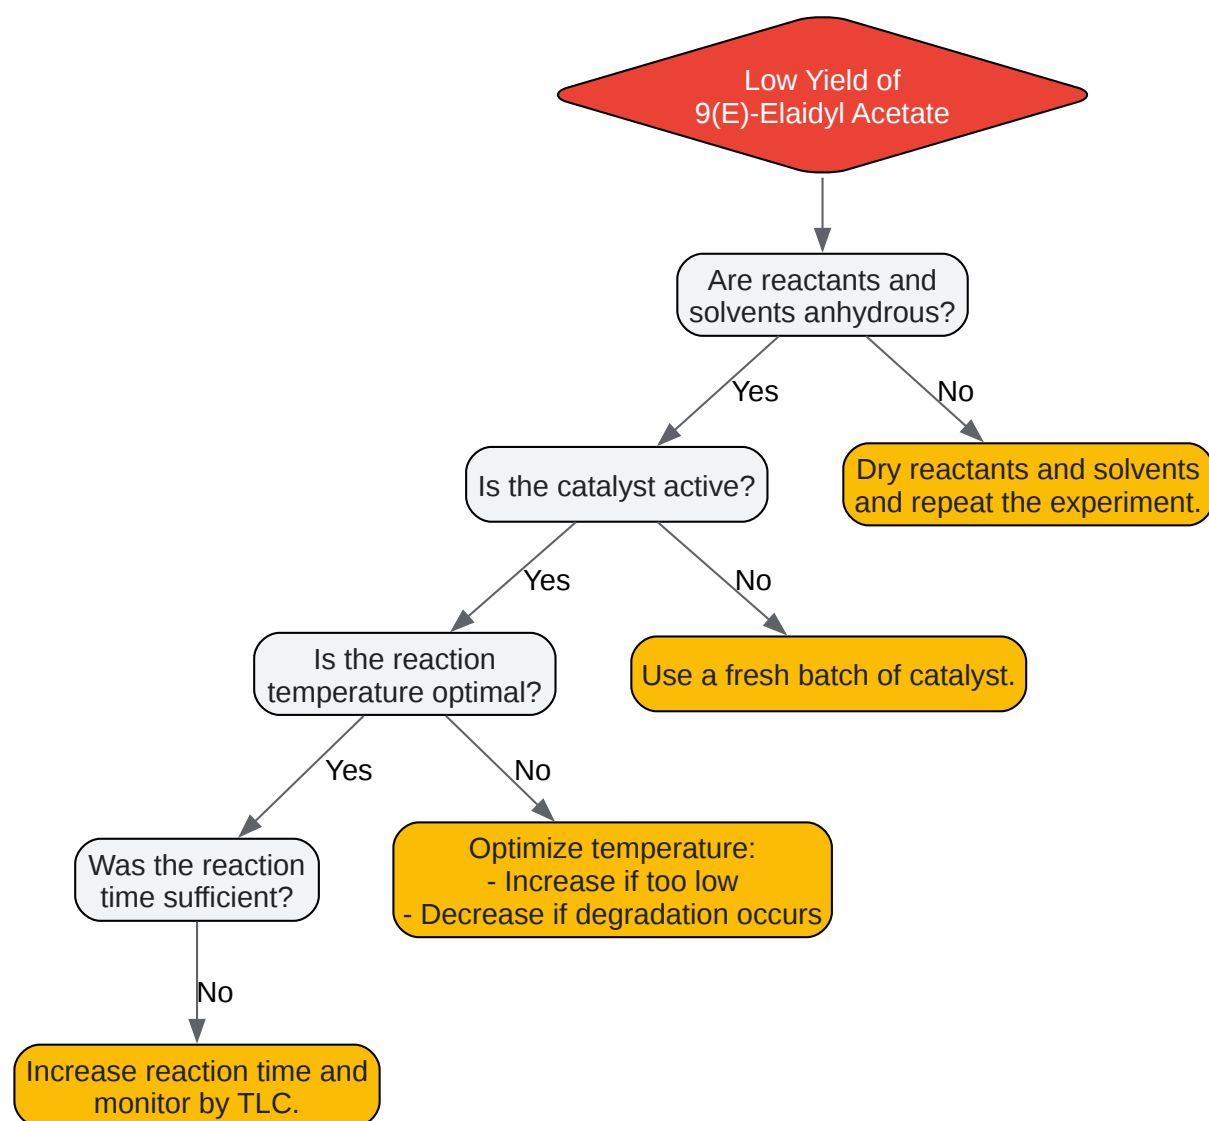 Low Yield of
9(E)-Elaidyl Acetate
Are reactants and
solvents anhydrous?
Yes
No
Is the catalyst active?
Dry reactants and solvents
and repeat the experiment.
Yes
No
Is the reaction
temperature optimal?
Use a fresh batch of catalyst.
Yes
No
Was the reaction
time sufficient?
Optimize temperature:
- Increase if too low
- Decrease if degradation occurs
No
Increase reaction time and
monitor by TLC.